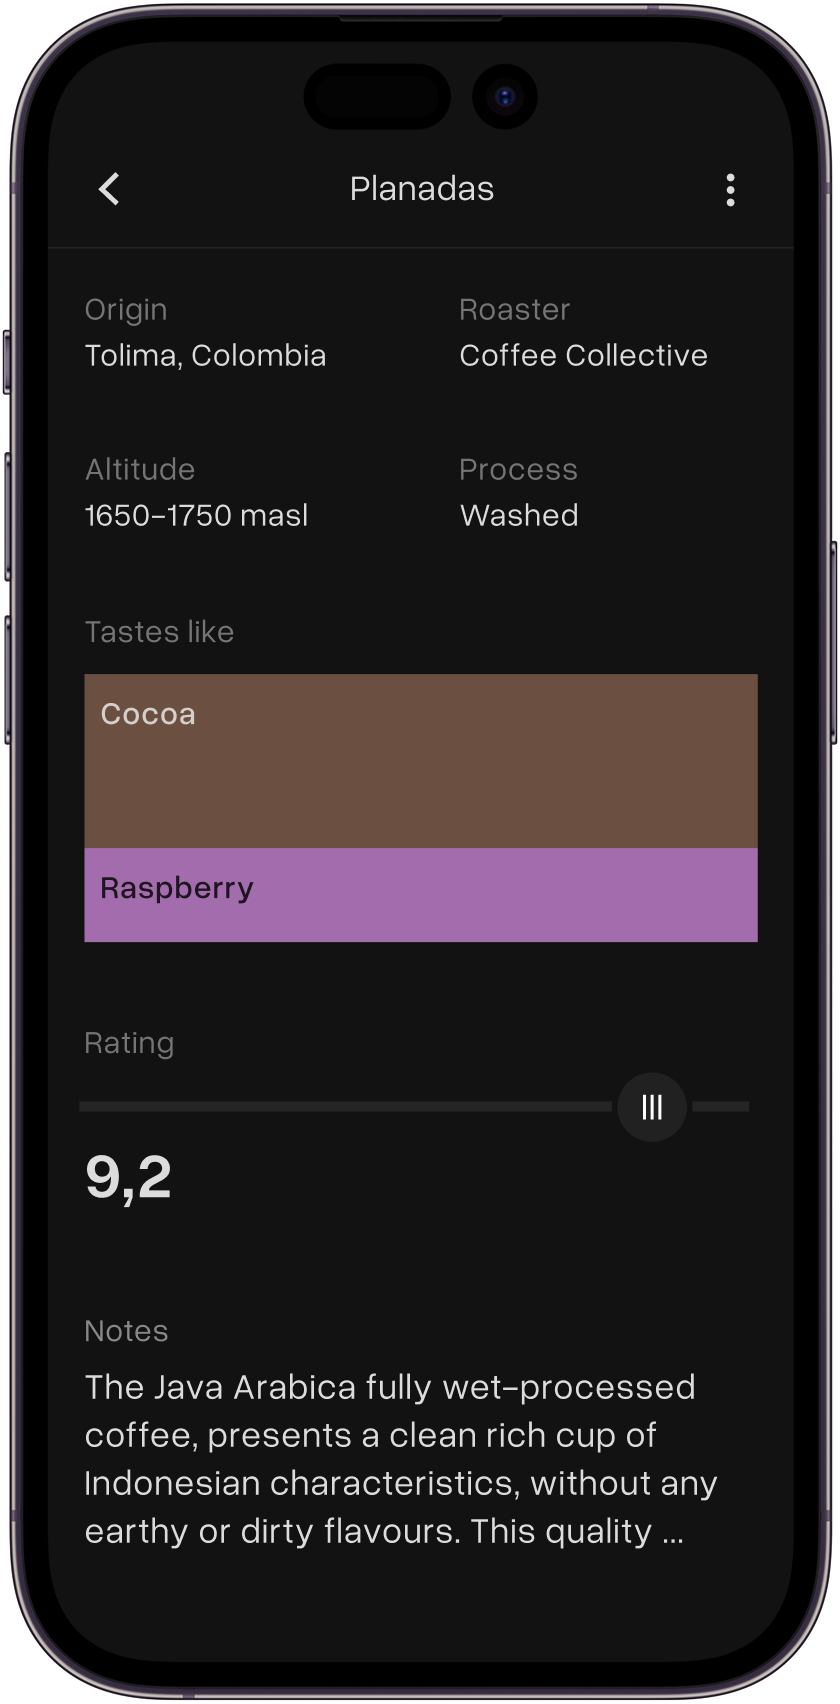 Planadas
Origin
Tolima, Colombia
Roaster
Coffee Collective
Altitude
1650–1750 masl
Process
Washed
Tastes like
Cocoa
Raspberry
Rating
9,2
Notes
The Java Arabica fully wet–processed
coffee, presents a clean rich cup of
Indonesian characteristics, without any
earthy or dirty flavours. This quality ...